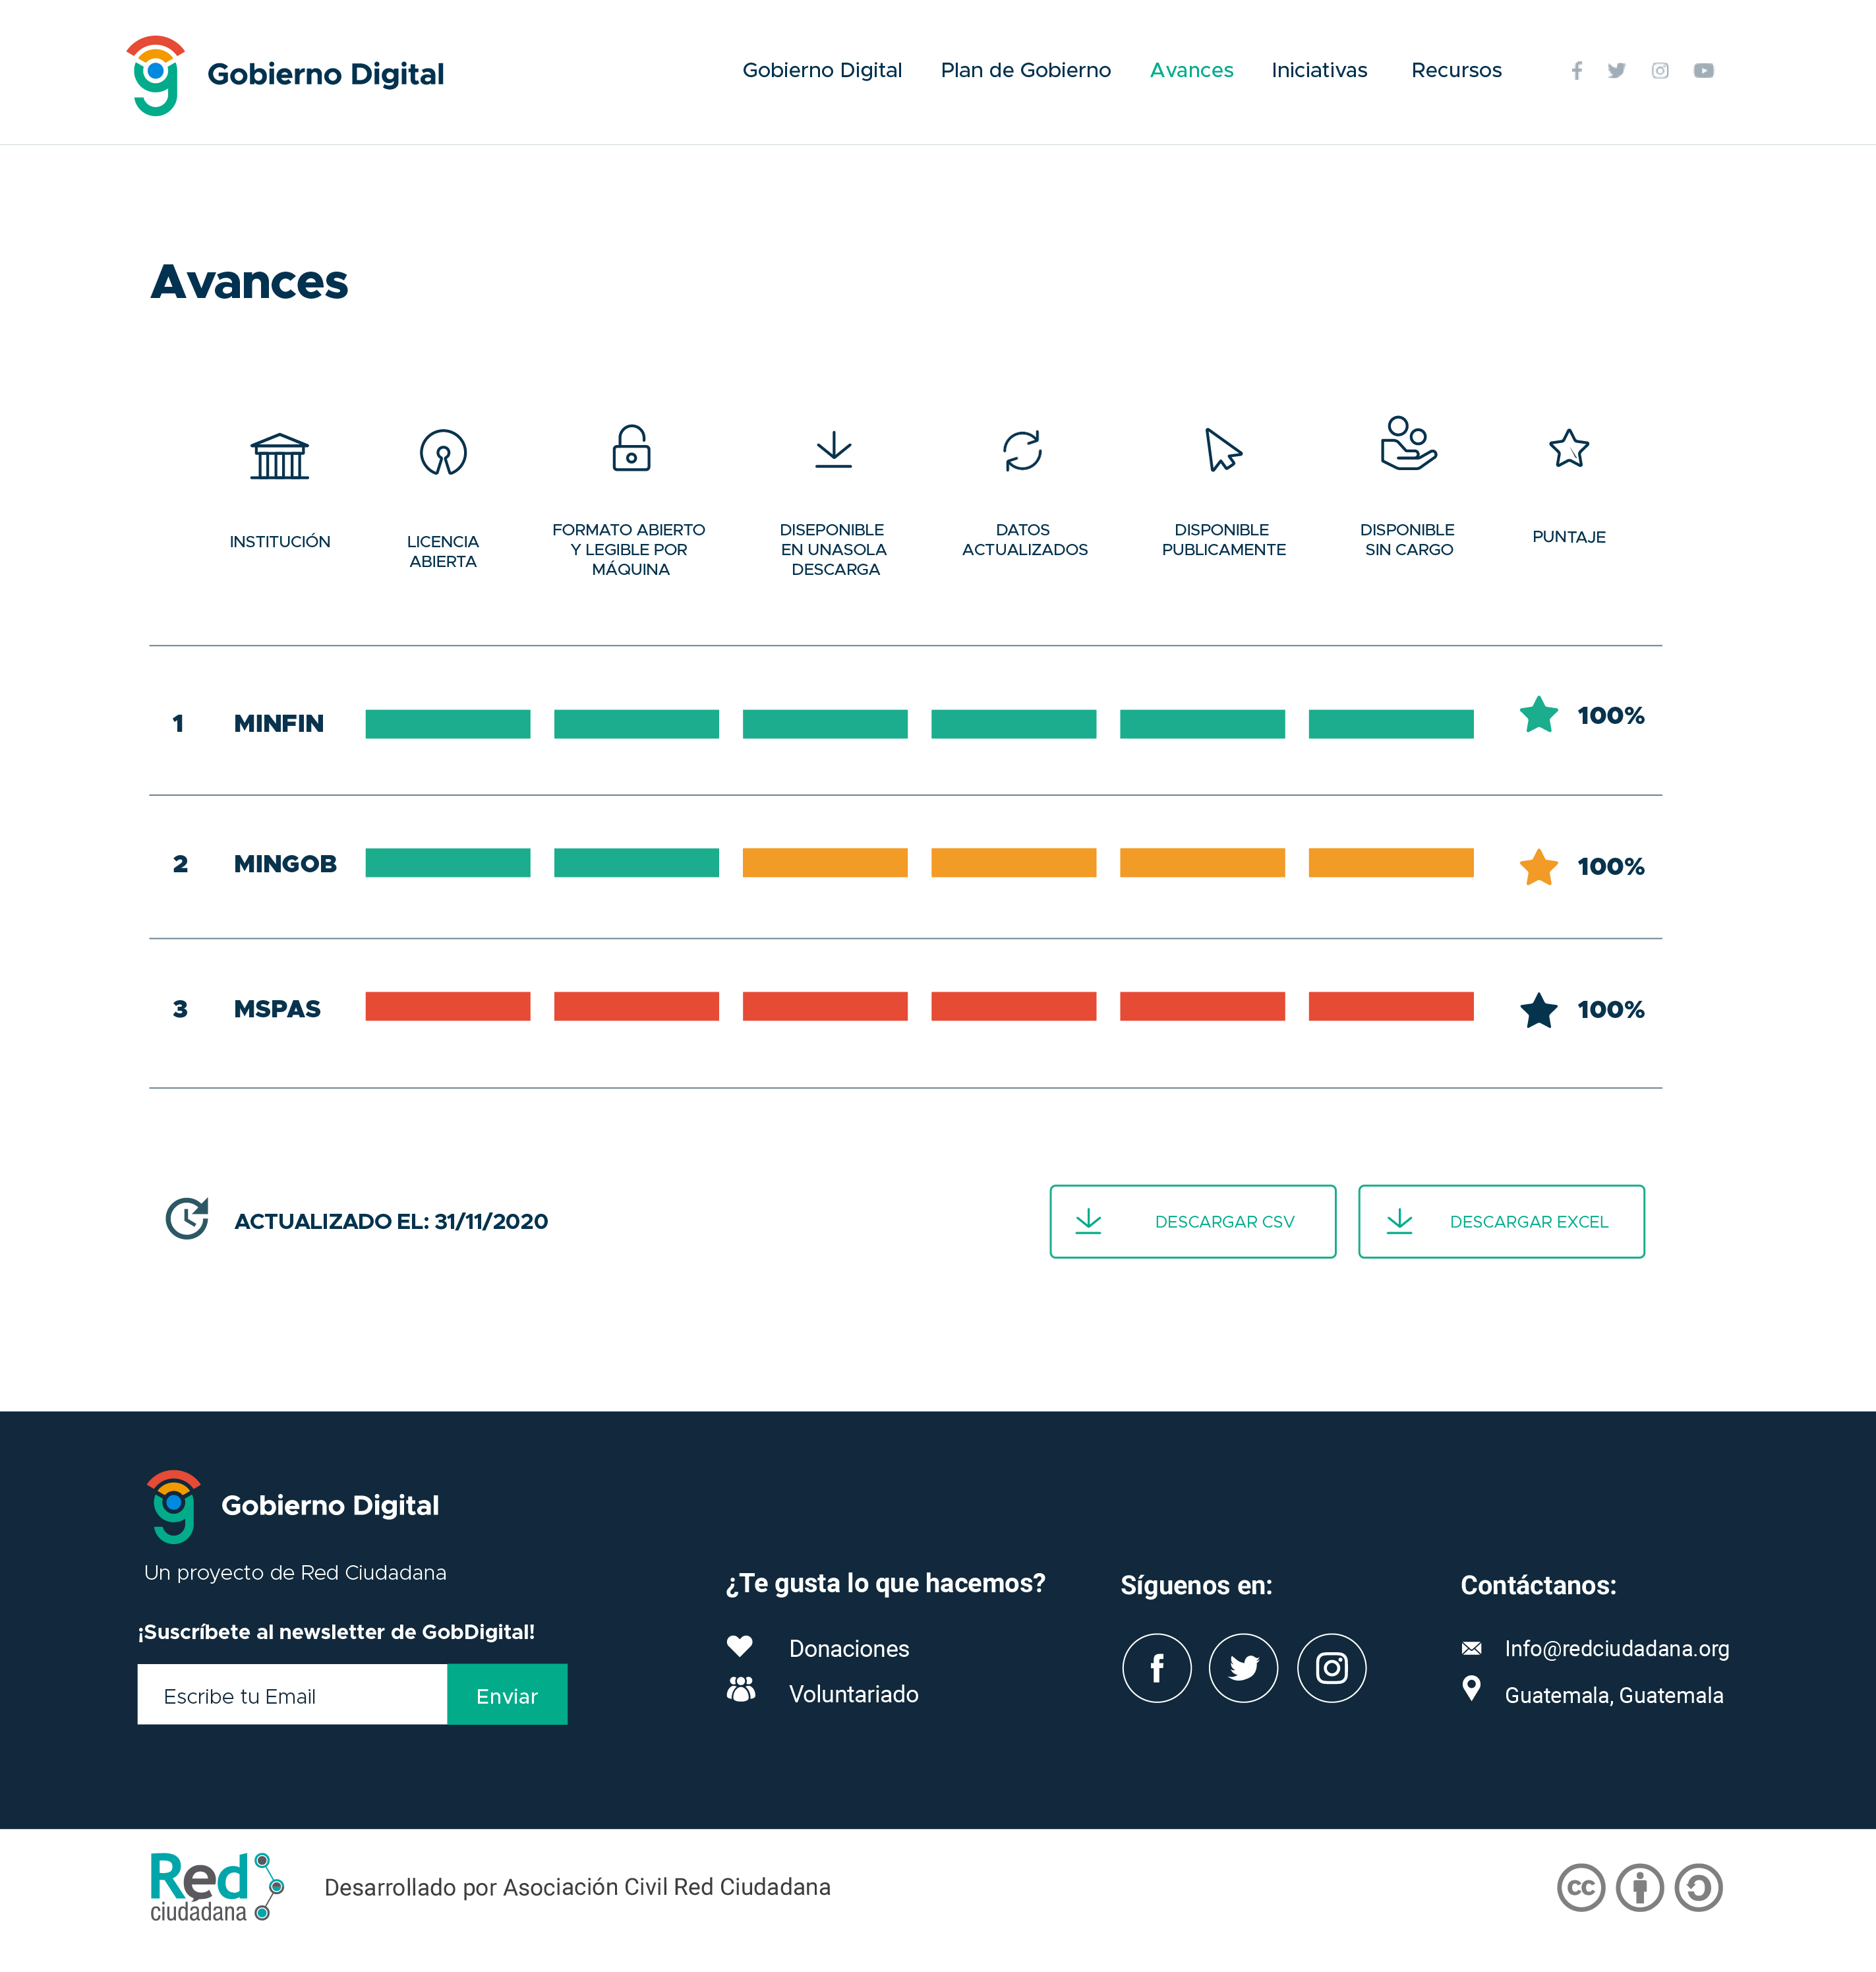 Gobierno Digital
Gobierno Digital Plan de Gobierno Avances Iniciativas Recursos
Avances
INSTITUCIÓN
LICENCIA
ABIERTA
FORMATO ABIERTO
Y LEGIBLE POR
MÁQUINA
DISEPONIBLE
EN UNASOLA
DESCARGA
DATOS
ACTUALIZADOS
DISPONIBLE
PUBLICAMENTE
DISPONIBLE
SIN CARGO
PUNTAJE
1 MINFIN 100%
2 MINGOB 100%
3 MSPAS 100%
ACTUALIZADO EL: 31/11/2020
DESCARGAR CSV
DESCARGAR EXCEL
Gobierno Digital
Un proyecto de Red Ciudadana
¡Suscríbete al newsletter de GobDigital!
Escribe tu Email
Enviar
¿Te gusta lo que hacemos?
Donaciones
Voluntariado
Síguenos en:
Contáctanos:
Info@redciudadana.org
Guatemala, Guatemala
Red
ciudadana
Desarrollado por Asociación Civil Red Ciudadana
cc